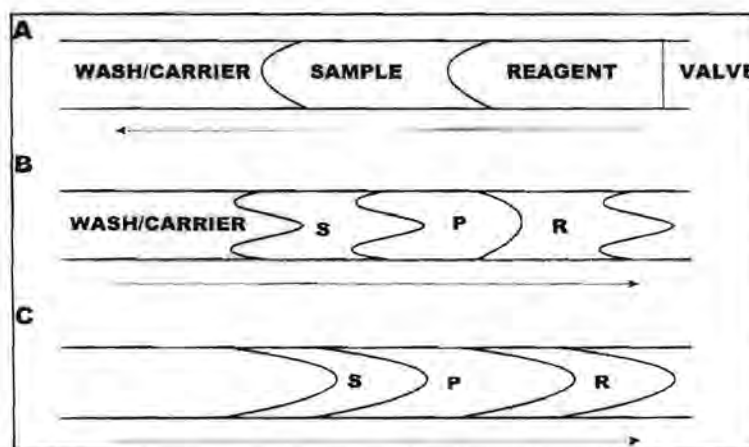 A
WASH/CARRIER SAMPLE REAGENT VALVE
B
WASH/CARRIER S P R
C
S P R